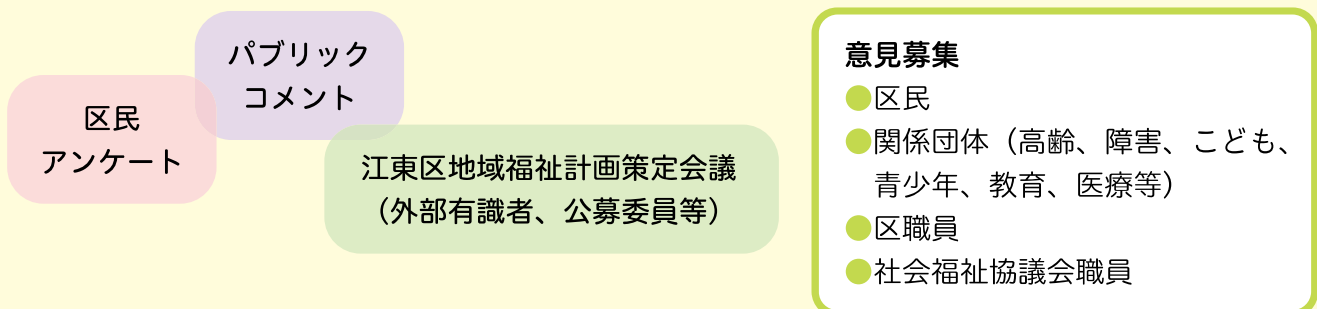 パブリック
コメント
区民
アンケート
江東区地域福祉計画策定会議
（外部有識者、公募委員等）
意見募集
●区民
●関係団体（高齢、障害、こども、
青少年、教育、医療等）
●区職員
●社会福祉協議会職員